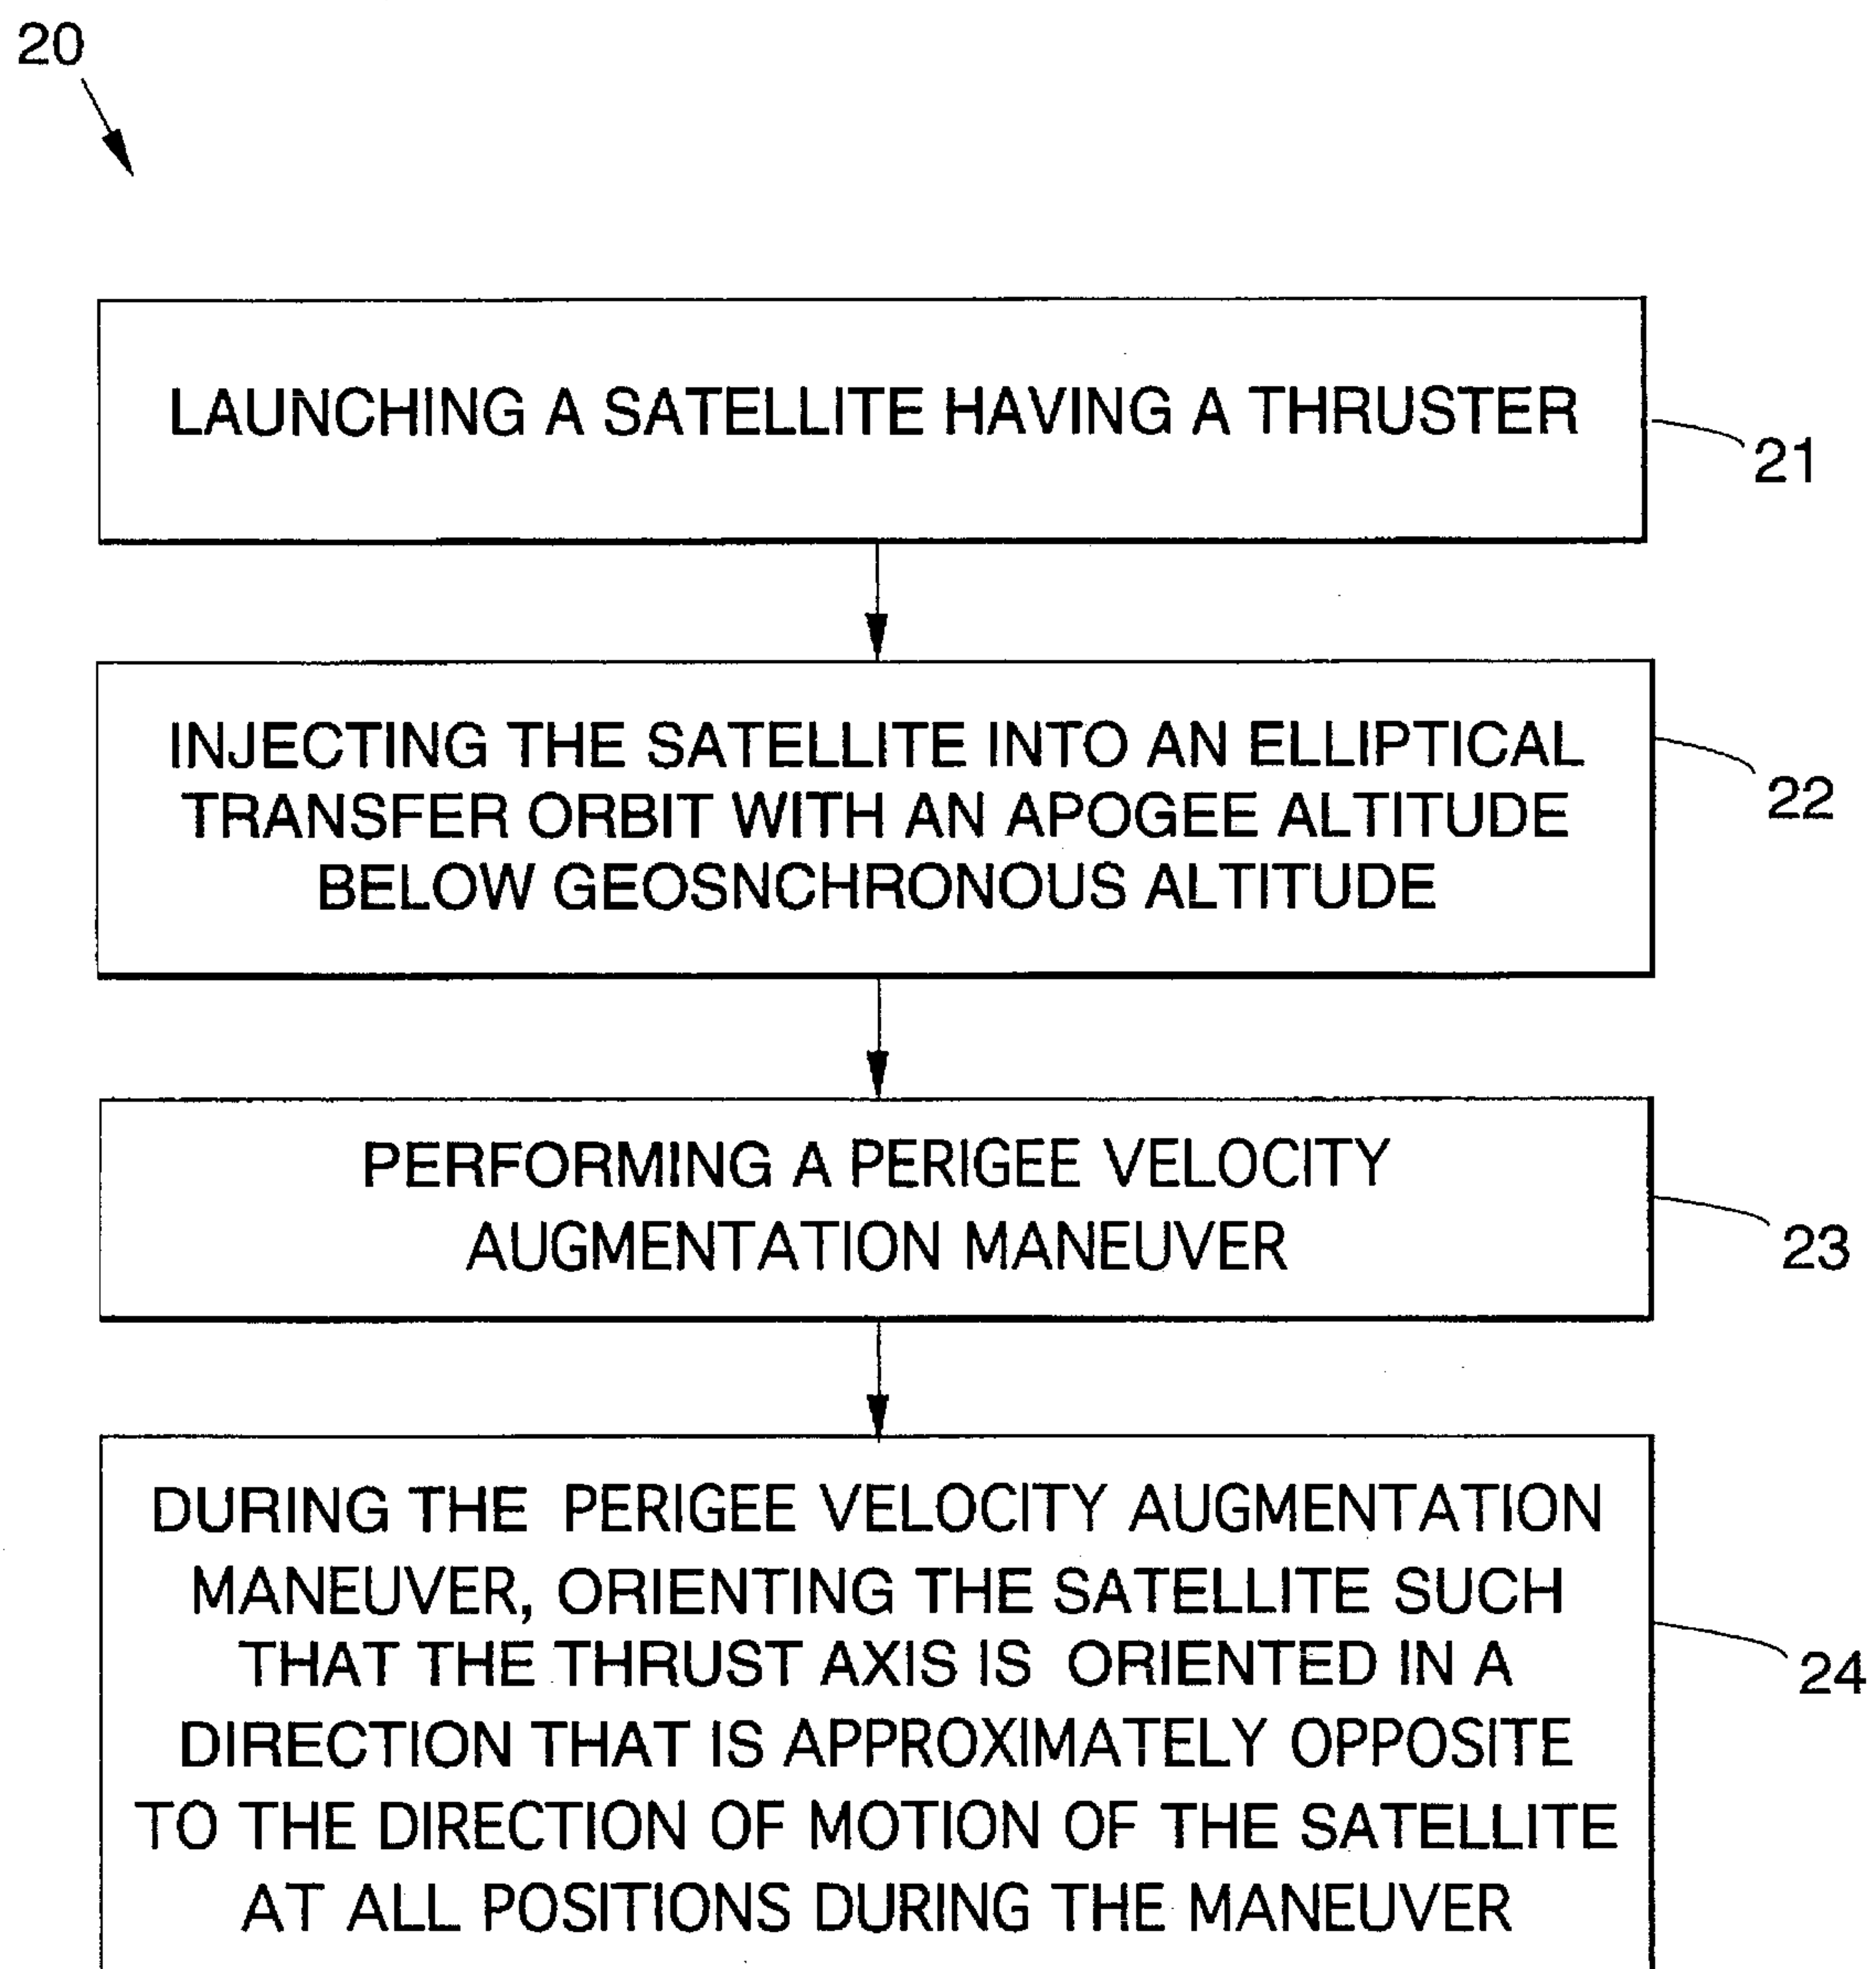 20
LAUNCHING A SATELLITE HAVING A THRUSTER
21
INJECTING THE SATELLITE INTO AN ELLIPTICAL
TRANSFER ORBIT WITH AN APOGEE ALTITUDE
BELOW GEOSNCHRONOUS ALTITUDE
22
PERFORMING A PERIGEE VELOCITY
AUGMENTATION MANEUVER
23
DURING THE PERIGEE VELOCITY AUGMENTATION
MANEUVER, ORIENTING THE SATELLITE SUCH
THAT THE THRUST AXIS IS ORIENTED IN A
DIRECTION THAT IS APPROXIMATELY OPPOSITE
TO THE DIRECTION OF MOTION OF THE SATELLITE
AT ALL POSITIONS DURING THE MANEUVER
24